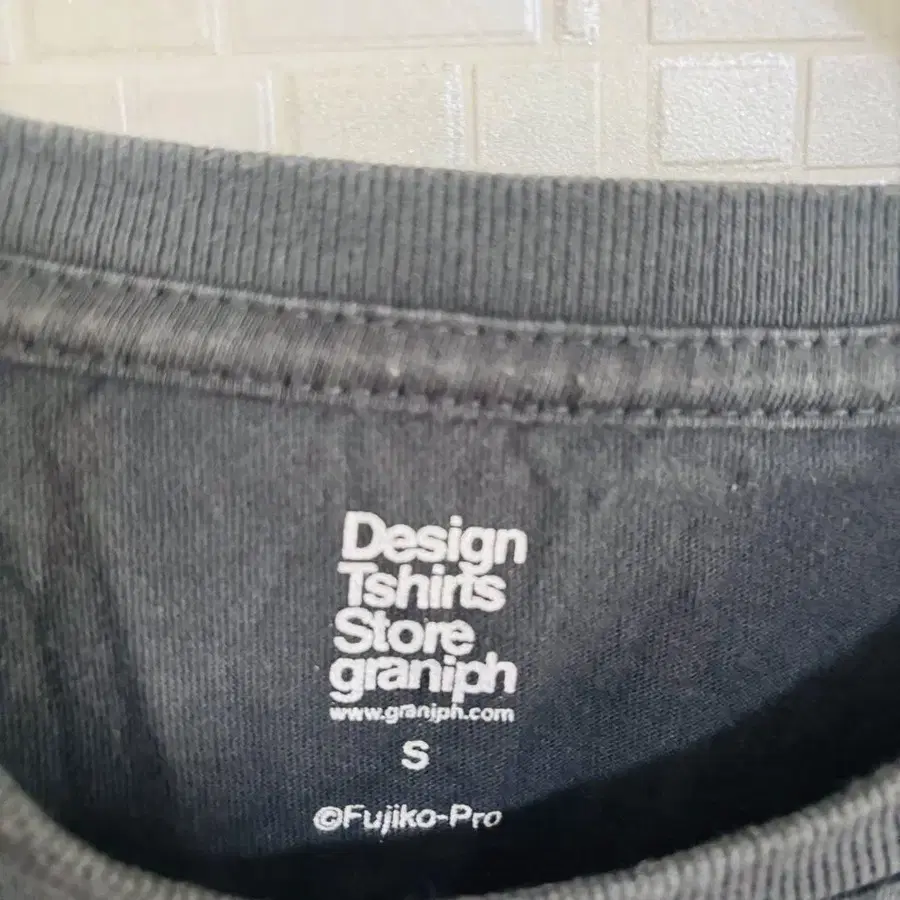 Design
Tshirts
Store
graniph
www.graniph.com
S
©Fujiko-Pro